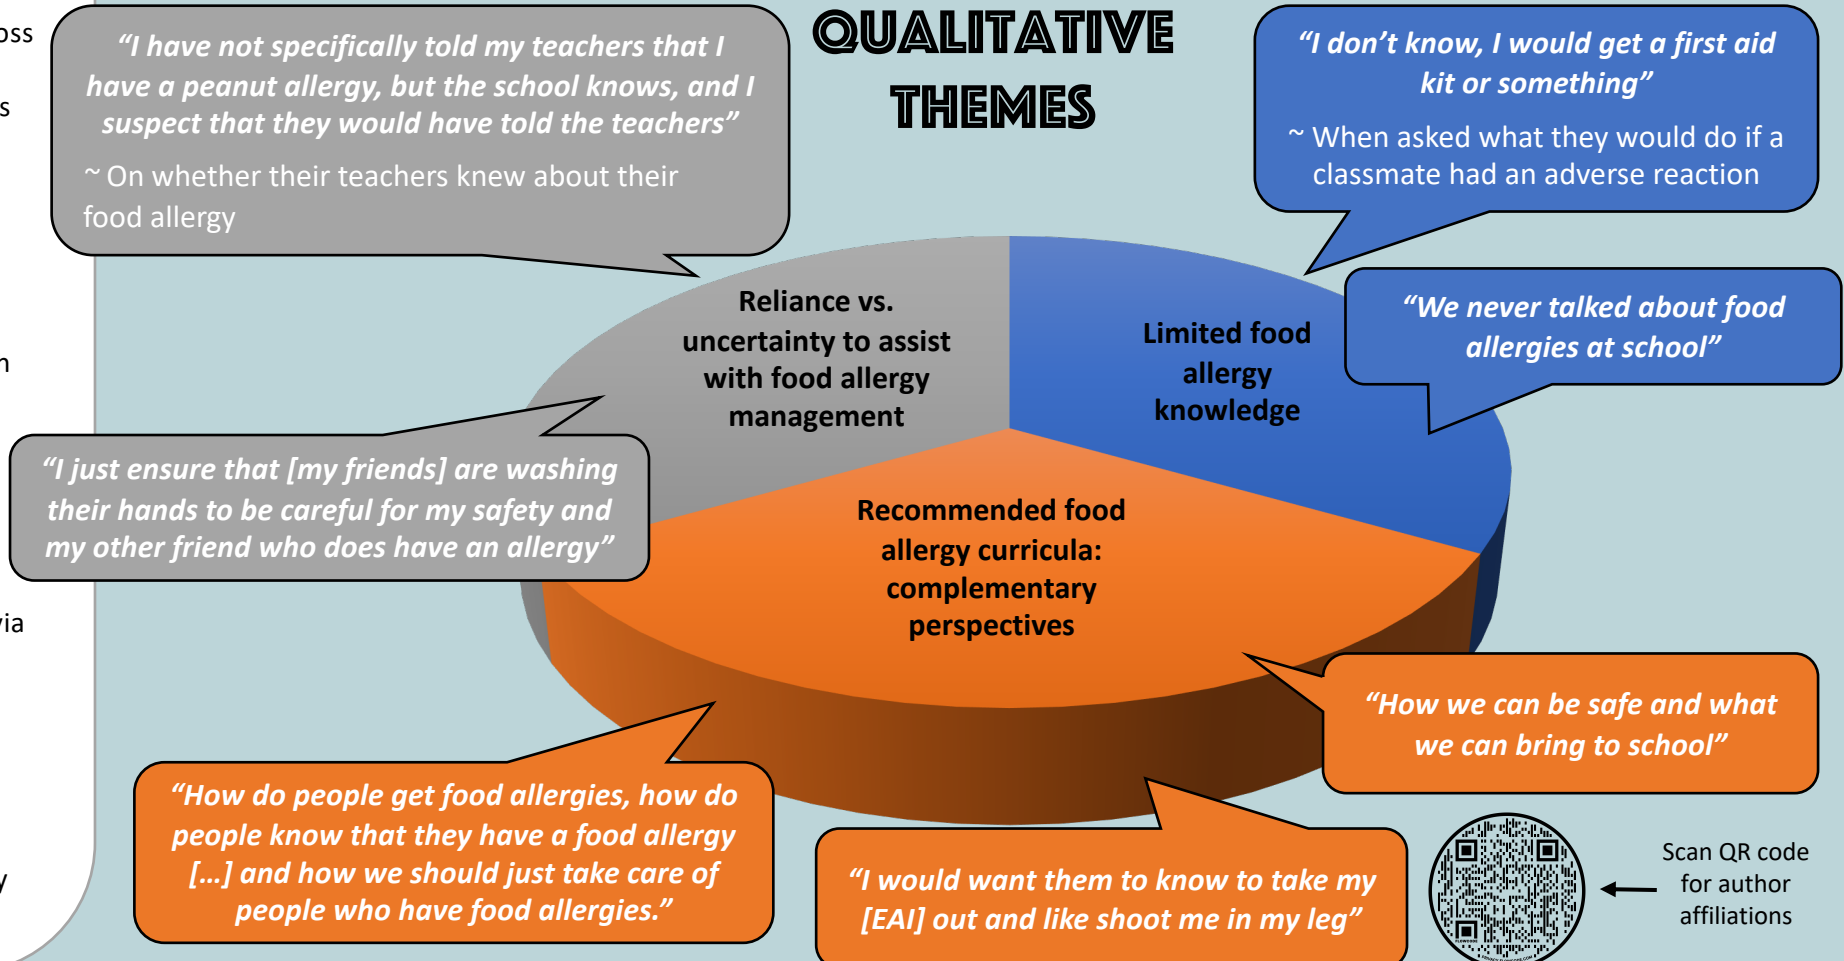 oss
s
n
via
y
QUALITATIVE
THEMES
“I have not specifically told my teachers that I
have a peanut allergy, but the school knows, and I
suspect that they would have told the teachers”
~ On whether their teachers knew about their
food allergy
“I don’t know, I would get a first aid
kit or something”
~ When asked what they would do if a
classmate had an adverse reaction
“We never talked about food
allergies at school”
Reliance vs.
uncertainty to assist
with food allergy
management
Limited food
allergy
knowledge
“I just ensure that [my friends] are washing
their hands to be careful for my safety and
my other friend who does have an allergy”
Recommended food
allergy curricula:
complementary
perspectives
“How we can be safe and what
we can bring to school”
“How do people get food allergies, how do
people know that they have a food allergy
[…] and how we should just take care of
people who have food allergies.”
“I would want them to know to take my
[EAI] out and like shoot me in my leg”
Scan QR code
for author
affiliations